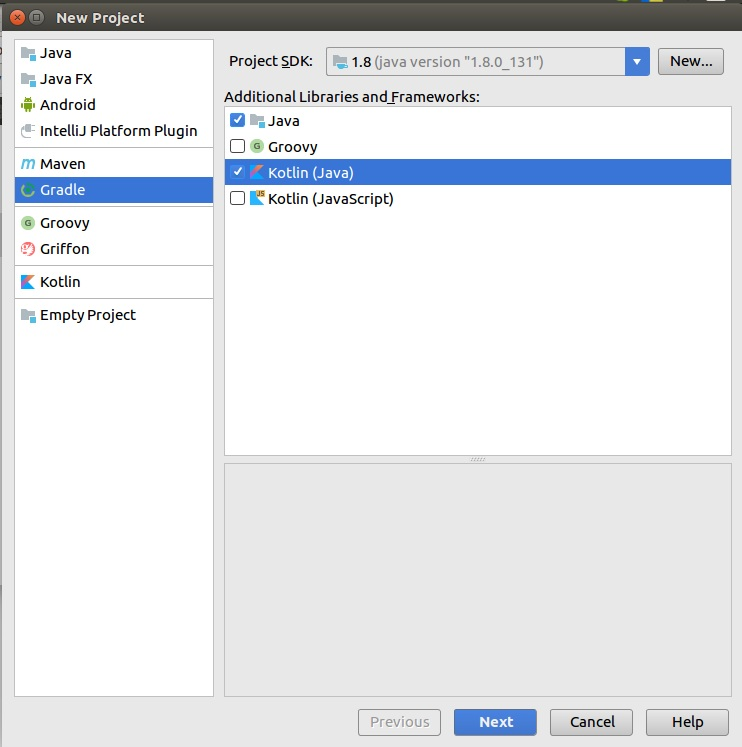 New Project
Java
Java FX
Android
IntelliJ Platform Plugin
Maven
Gradle
Groovy
Griffon
Kotlin
Empty Project
Project SDK: 1.8 (java version "1.8.0_131") New...
Additional Libraries and Frameworks:
Java
Groovy
Kotlin (Java)
Kotlin (JavaScript)
Previous Next Cancel Help